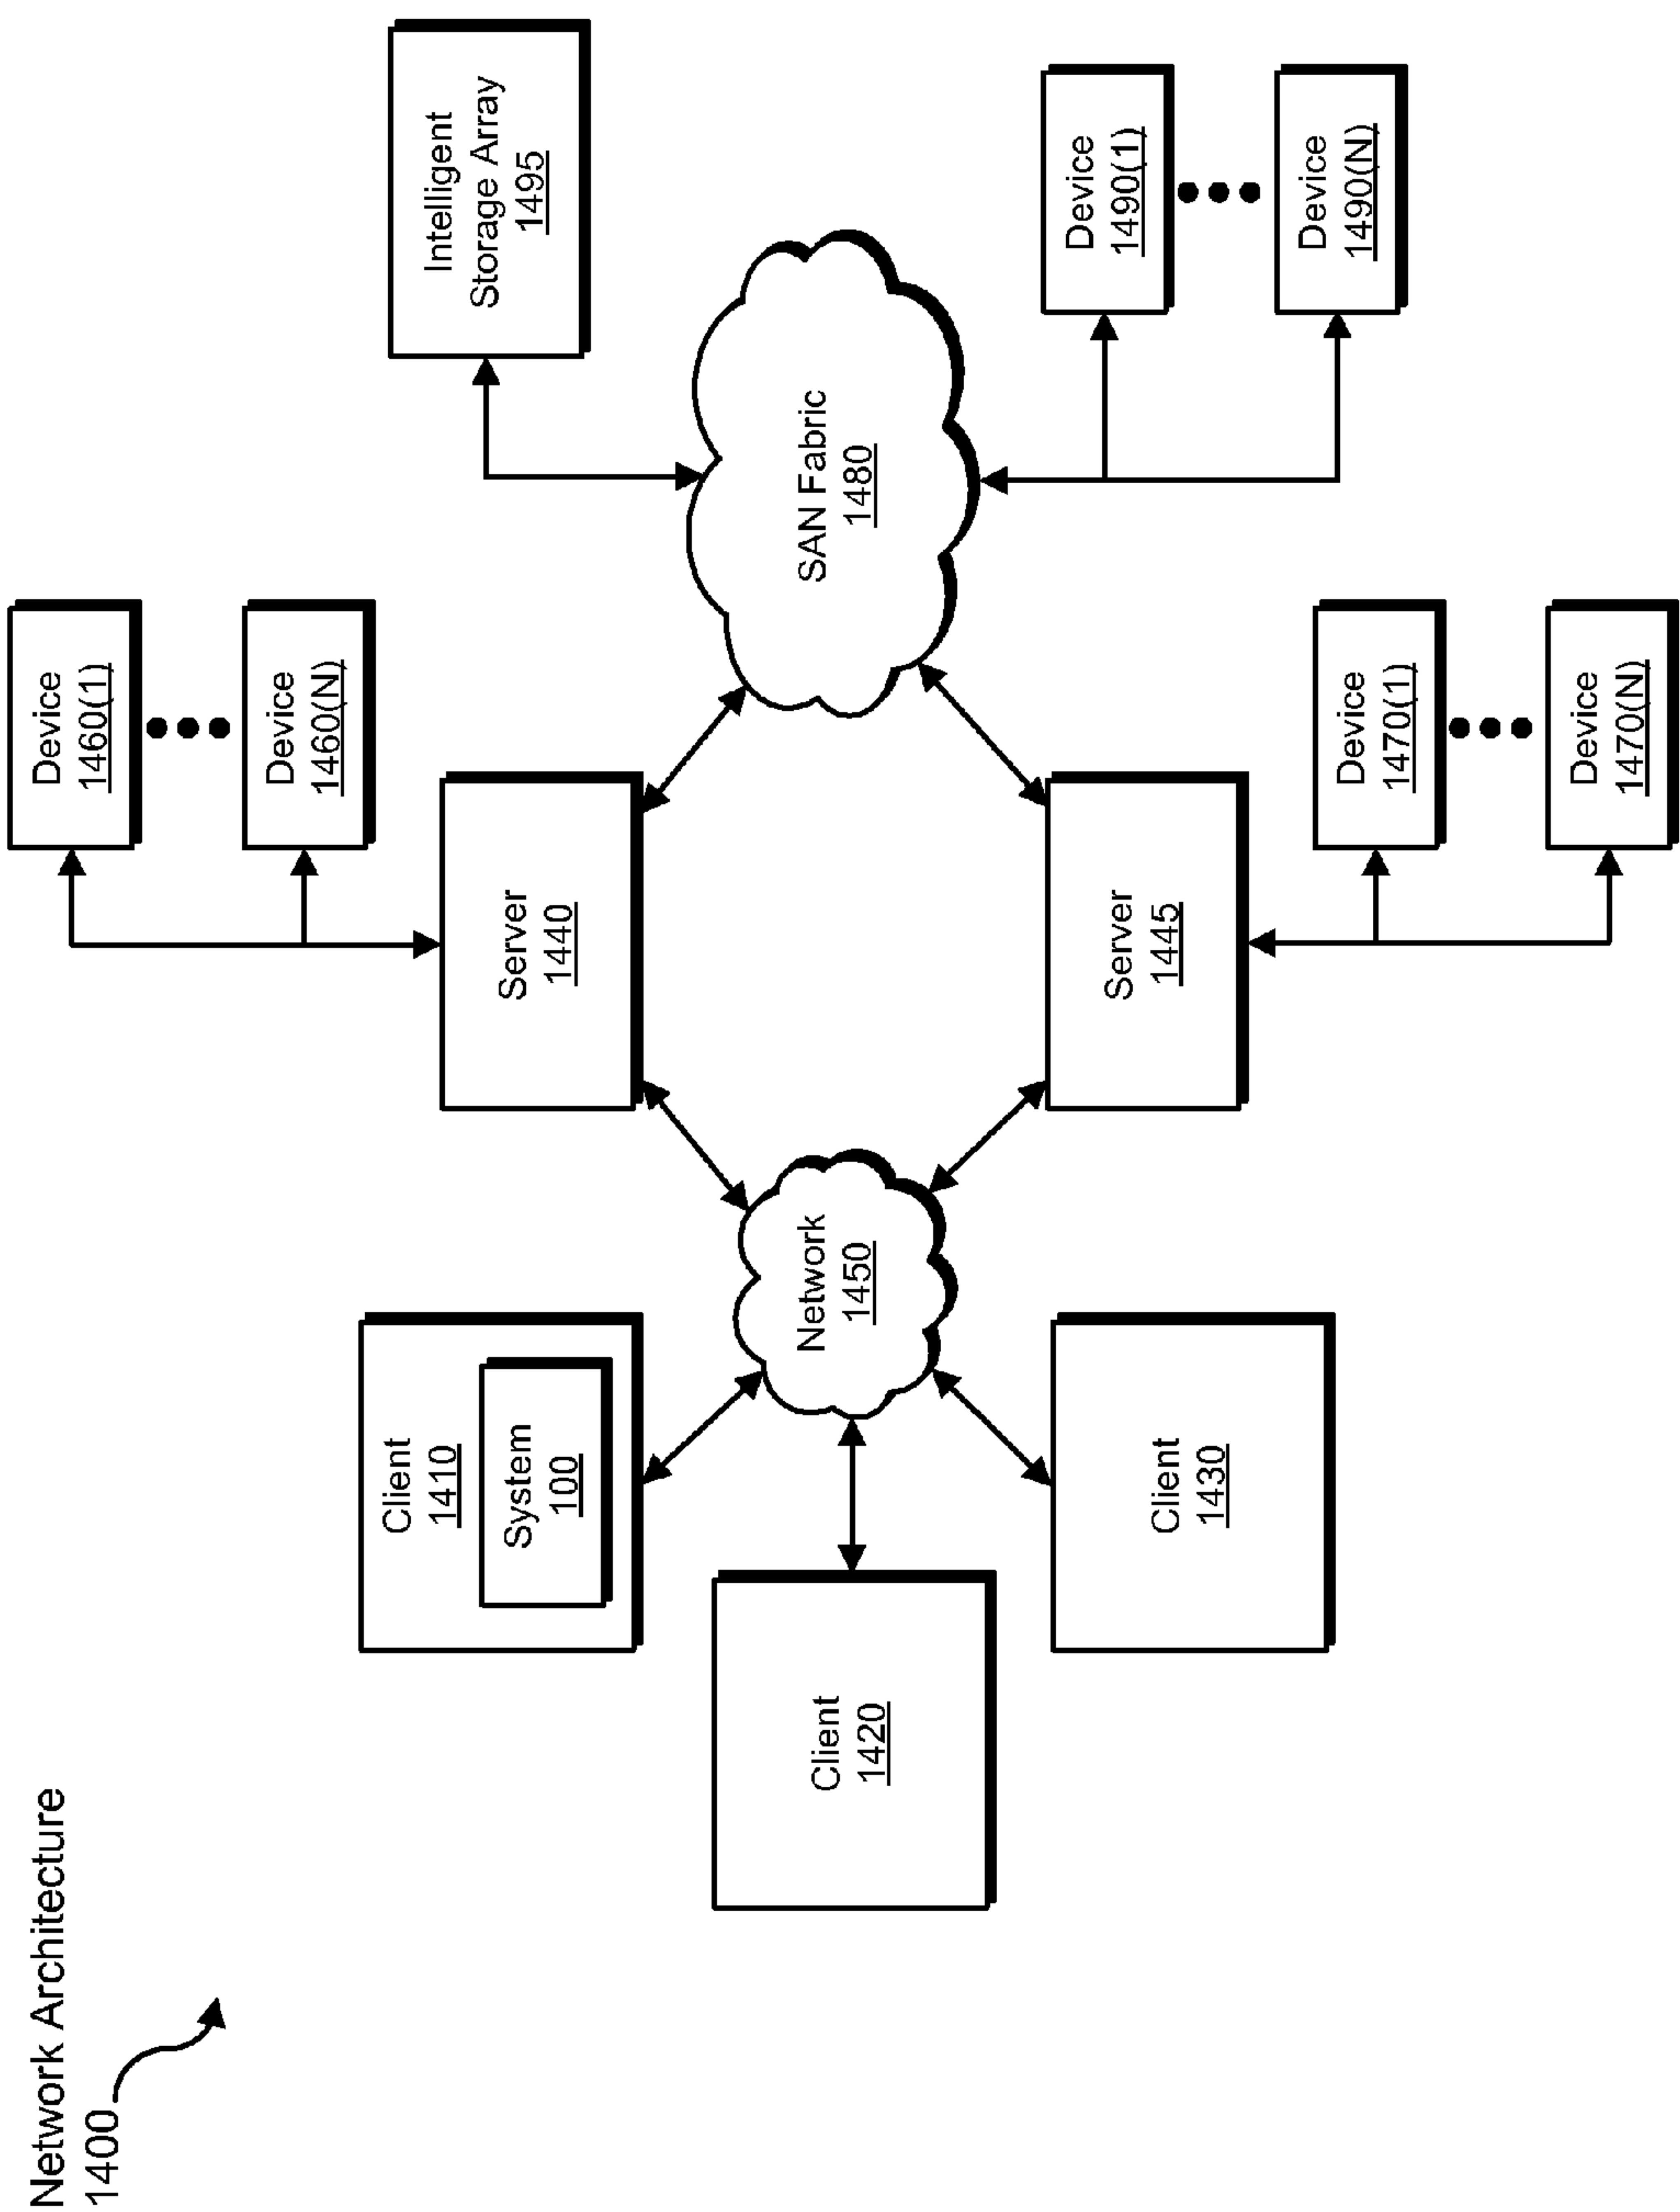 Network Architecture
1400
Device
1460(1)
Device
1460(N)
Intelligent
Storage Array
1495
Client
1410
System
100
Server
1440
Client
1420
Network
1450
SAN Fabric
1480
Client
1430
Server
1445
Device
1490(1)
Device
1490(N)
Device
1470(1)
Device
1470(N)